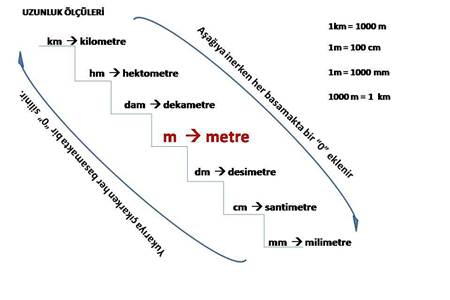 UZUNLUK ÖLÇÜLERİ
km → kilometre
hm → hektometre
dam → dekametre
m → metre
dm → desimetre
cm → santimetre
mm → milimetre
Aşağıya inerken her basamakta bir "0" eklenir
Yukarıya çıkarken her basamakta bir "0" silinir.
1km = 1000 m
1m = 100 cm
1m = 1000 mm
1000 m = 1 km